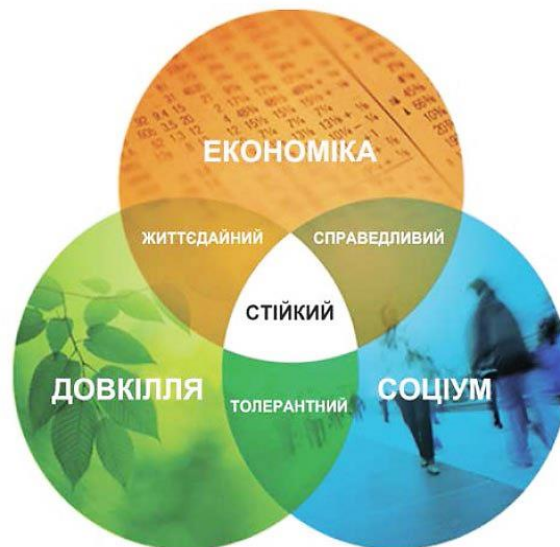 ЕКОНОМІКА
ЖИТТЄДАЙНИЙ
СПРАВЕДЛИВИЙ
СТІЙКИЙ
ДОВКІЛЛЯ
СОЦІУМ
ТОЛЕРАНТНИЙ